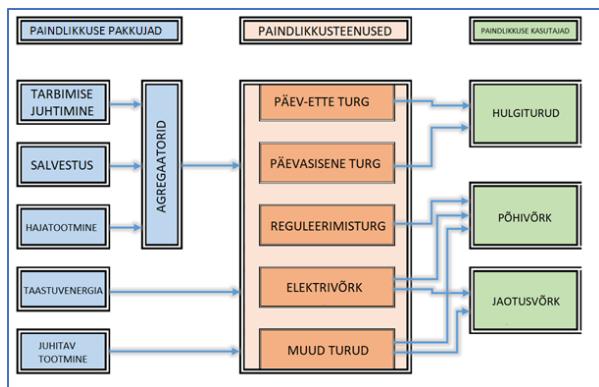 PAINDLIKKUSE PAKKUJAD
PAINDLIKKUSTEENUSED
PAINDLIKKUSE KASUTAJAD
TARBIMISE
JUHTIMINE
SALVESTUS
HAJATOOTMINE
TAASTUVENERGIA
JUHITAV
TOOTMINE
AGREGAATORID
PÄEV-ETTE TURG
PÄEVASISENE TURG
REGULEERIMISTURG
ELEKTRIVÕRK
MUUD TURUD
HULGITURUD
PÕHIVÕRK
JAOTUSVÕRK